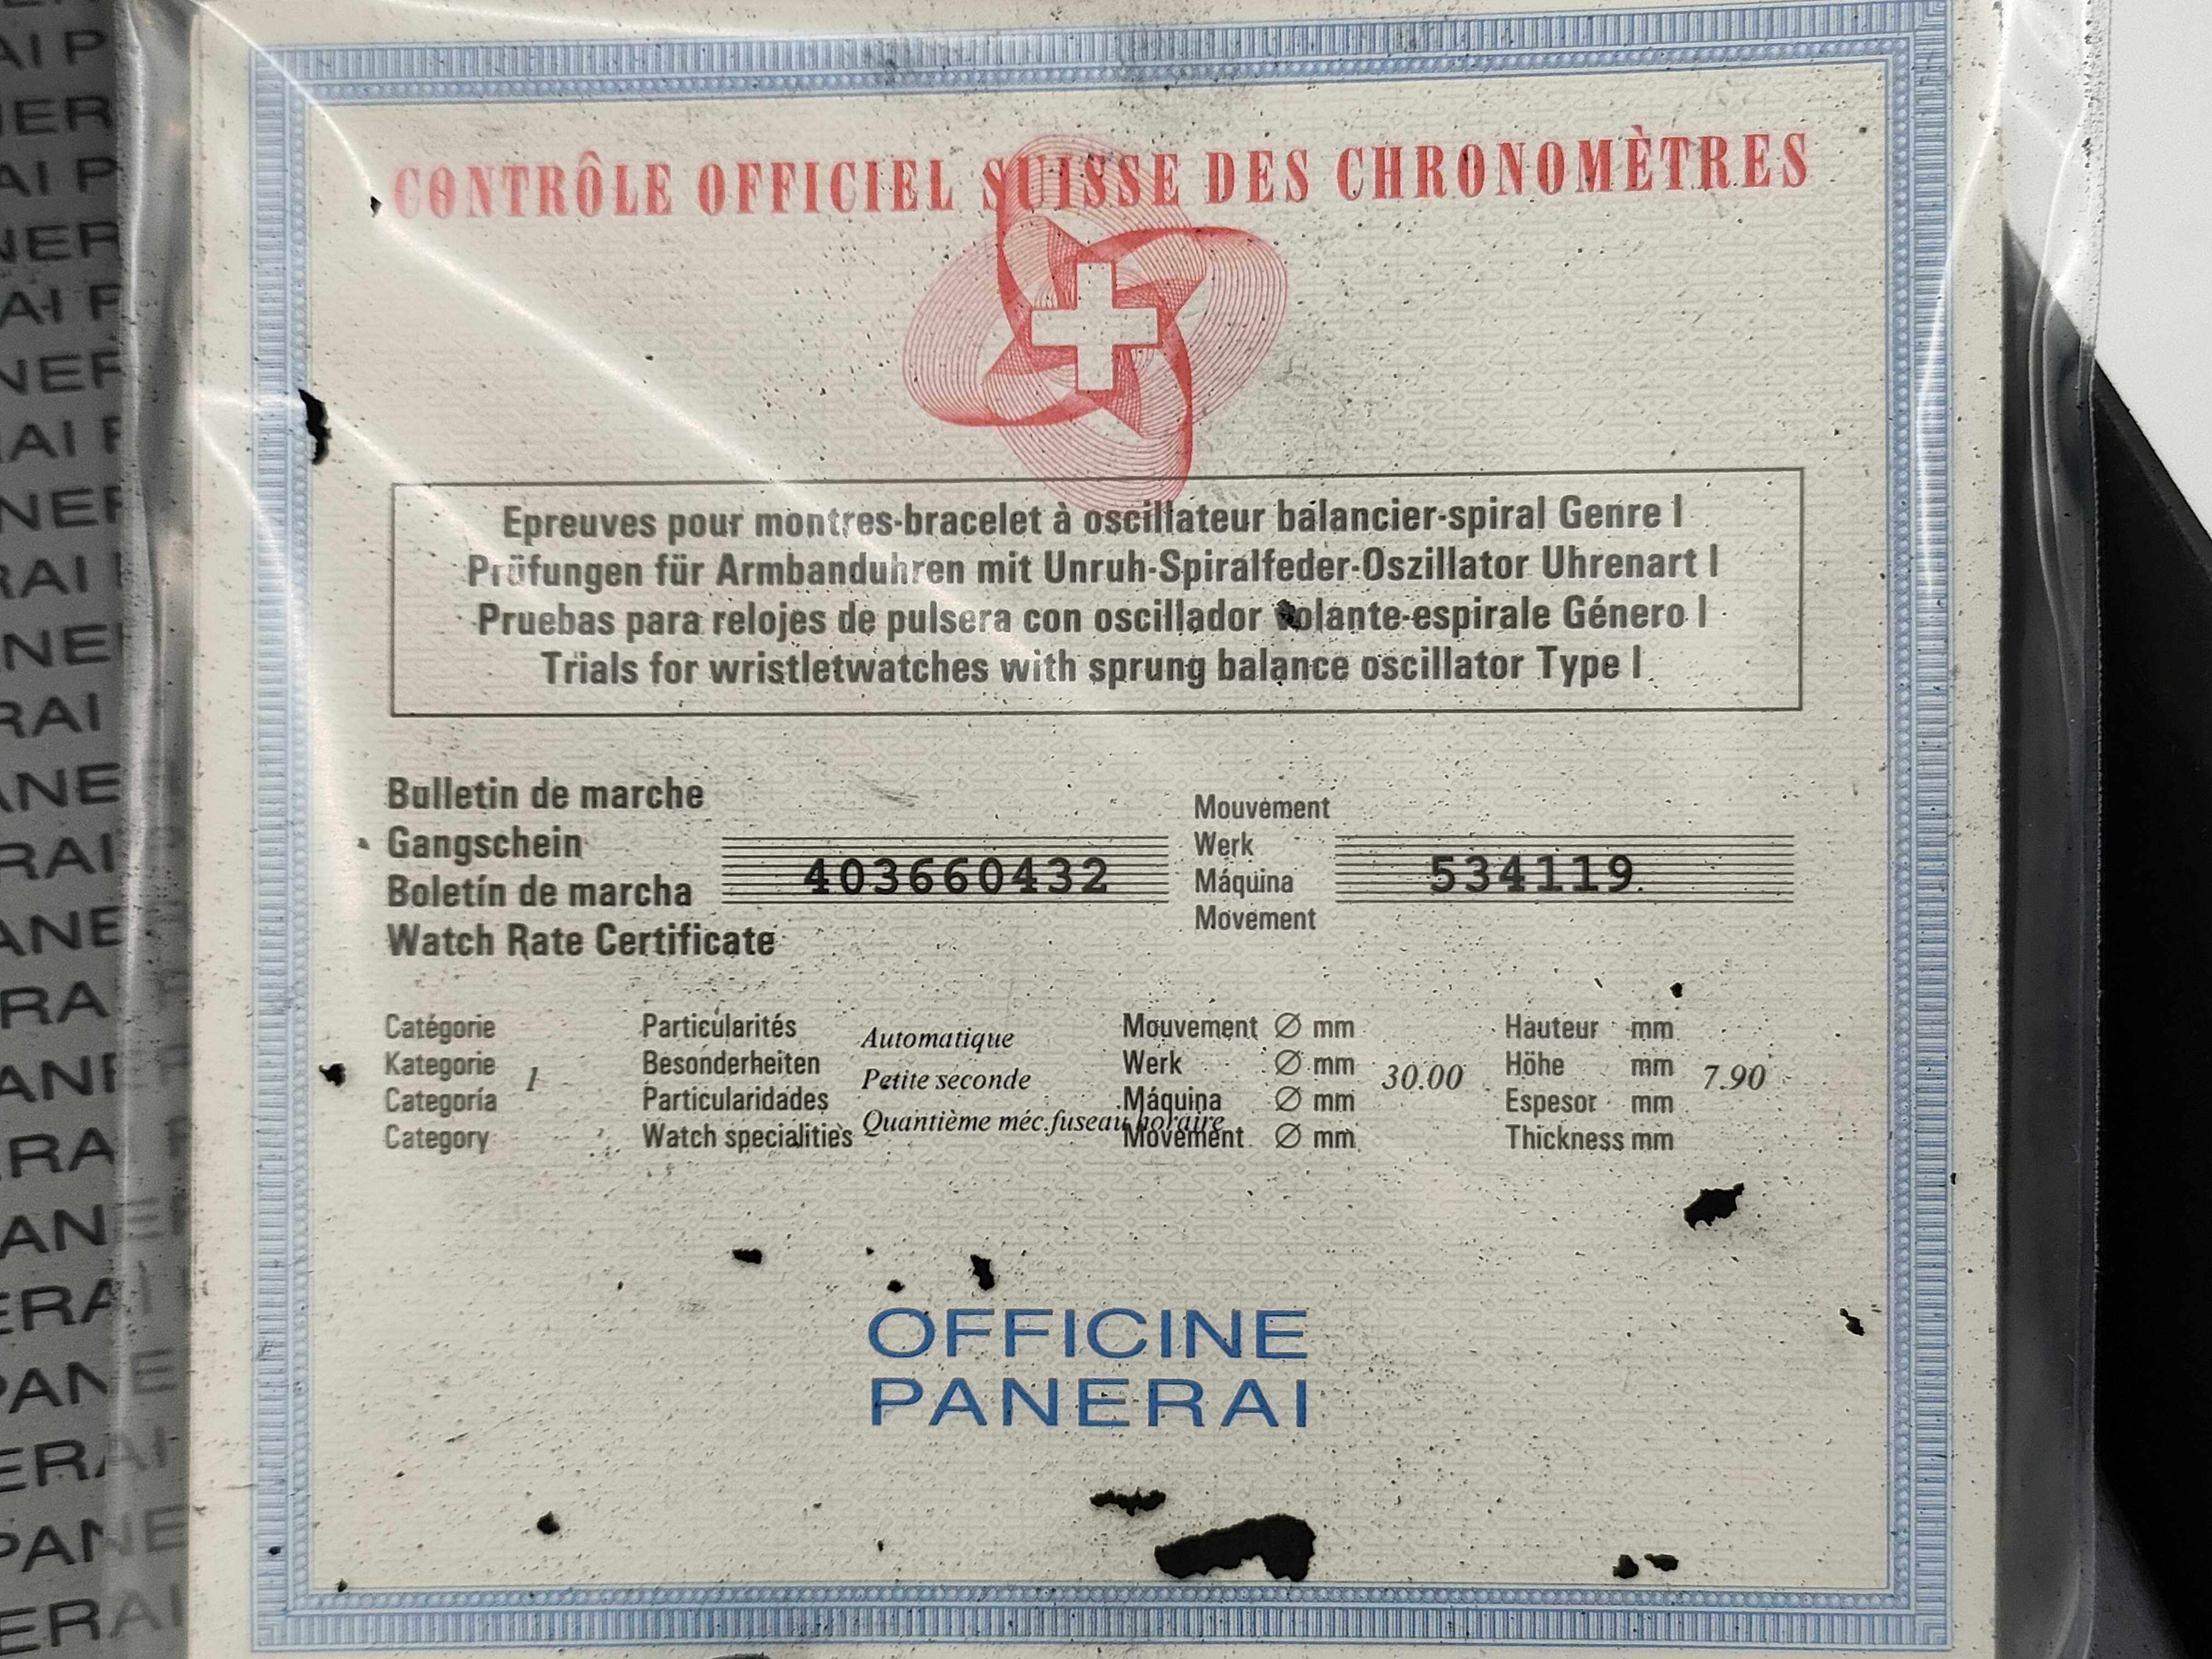 CONTRÔLE OFFICIEL SUISSE DES CHRONOMÈTRES
Epreuves pour montres-bracelet à oscillateur balancier-spiral Genre I
Prüfungen für Armbanduhren mit Unruh-Spiralfeder-Oszillator Uhrenart I
Pruebas para relojes de pulsera con oscillador volante-espirale Género I
Trials for wristletwatches with sprung balance oscillator Type I
Bulletin de marche
Gangschein
Boletín de marcha
Watch Rate Certificate
403660432
Mouvement
Werk
Máquina
Movement
534119
Catégorie
Kategorie
Categoría
Category
1
Particularités
Besonderheiten
Particularidades
Watch specialities
Automatique
Petite seconde
Quantième méc.fuseau horaire
Mouvement Ø mm
Werk Ø mm
Máquina Ø mm
Movement Ø mm
30.00
Hauteur mm
Höhe mm
Espesor mm
Thickness mm
7.90
OFFICINE
PANERAI